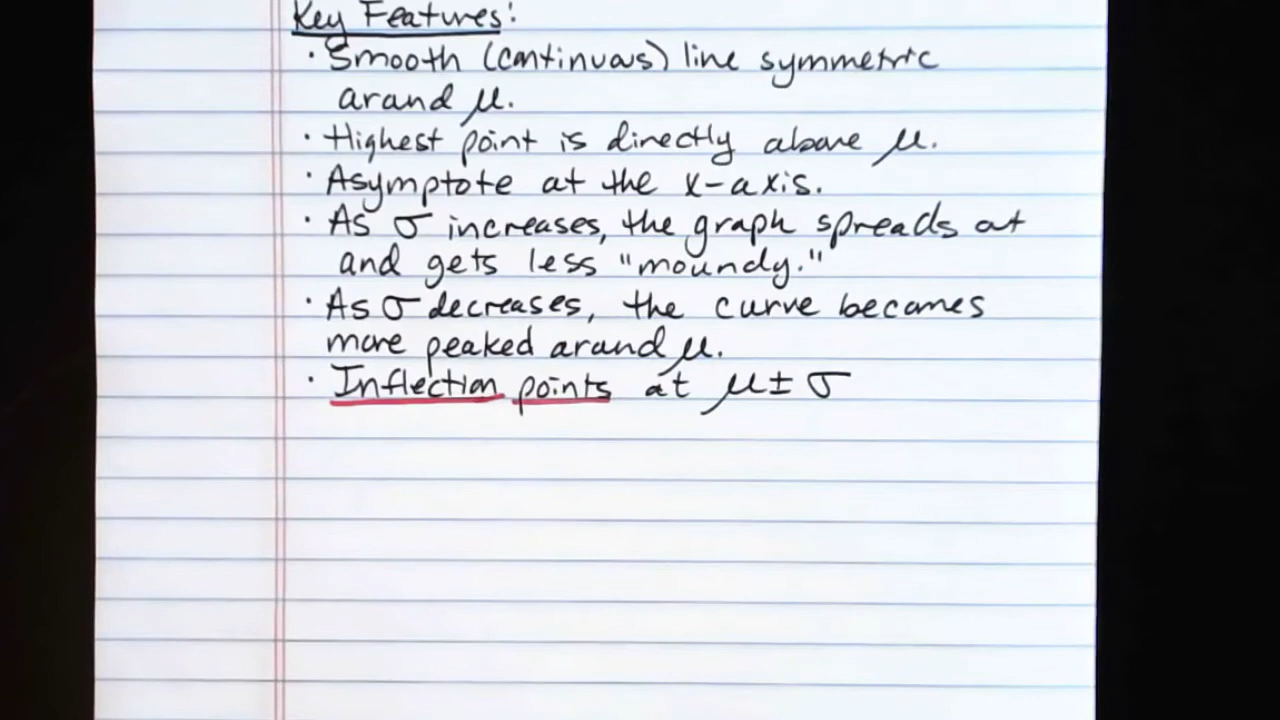 Key Features:
· Smooth (continuous) line symmetric
around μ.
· Highest point is directly above μ.
· Asymptote at the x-axis.
· As σ increases, the graph spreads out
and gets less "moundy."
· As σ decreases, the curve becomes
more peaked around μ.
· Inflection points at μ ± σ